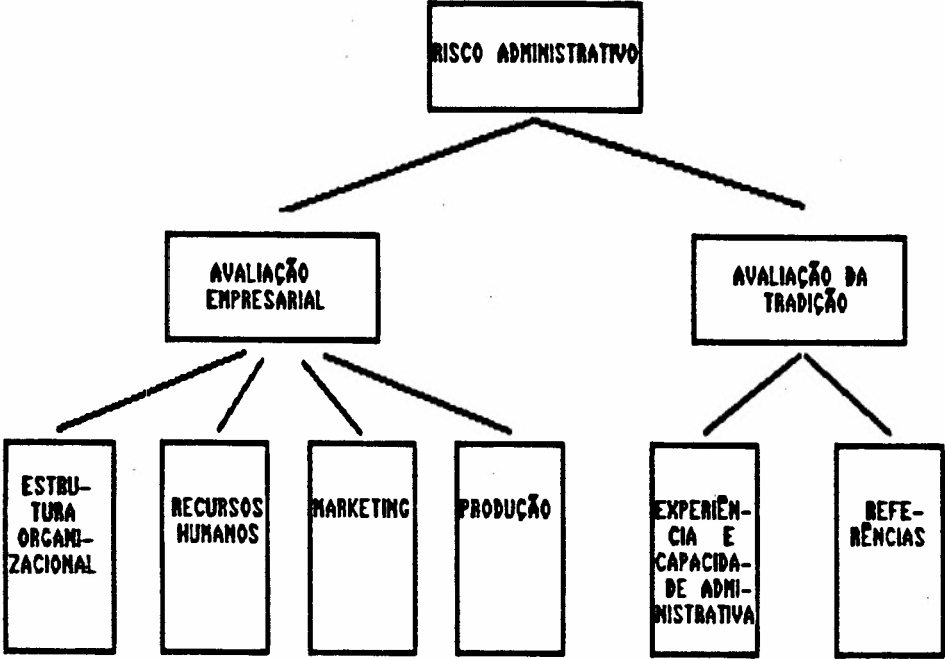 RISCO ADMINISTRATIVO
AVALIAÇÃO
EMPRESARIAL
AVALIAÇÃO DA
TRADIÇÃO
ESTRU-
TURA
ORGANI-
ZACIONAL
RECURSOS
HUMANOS
MARKETING
PRODUÇÃO
EXPERIÊN-
CIA E
CAPACIDA-
DE ADMI-
NISTRATIVA
REFE-
RÊNCIAS